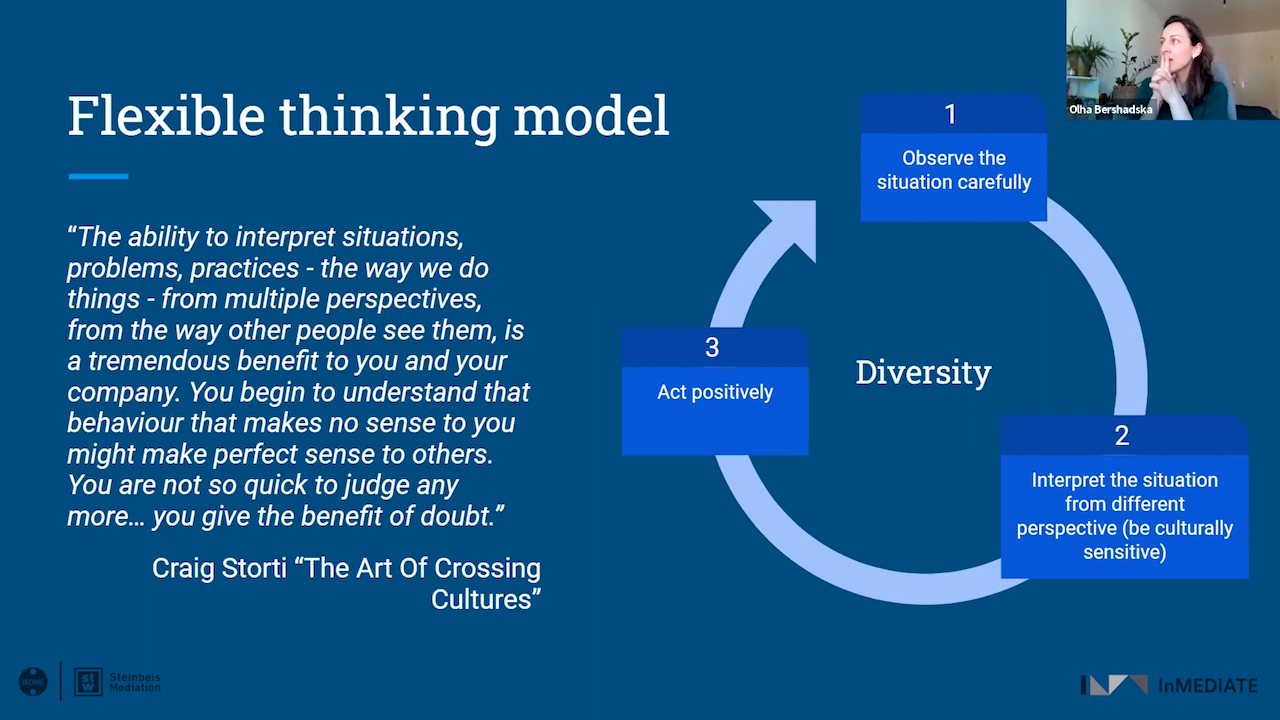 Olha Bershadska
Flexible thinking model
“The ability to interpret situations,
problems, practices - the way we do
things - from multiple perspectives,
from the way other people see them, is
a tremendous benefit to you and your
company. You begin to understand that
behaviour that makes no sense to you
might make perfect sense to others.
You are not so quick to judge any
more… you give the benefit of doubt.”
Craig Storti “The Art Of Crossing
Cultures”
1
Observe the
situation carefully
2
Interpret the situation
from different
perspective (be culturally
sensitive)
3
Act positively
Diversity
IKOME
st
w
Steinbeis
Mediation
InMEDIATE